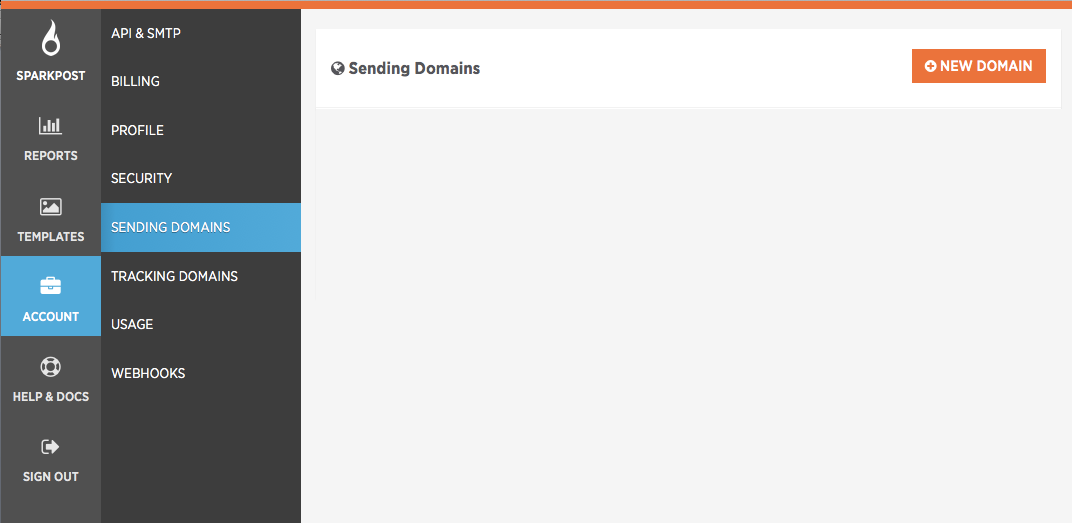 SPARKPOST
REPORTS
TEMPLATES
ACCOUNT
HELP & DOCS
SIGN OUT
API & SMTP
BILLING
PROFILE
SECURITY
SENDING DOMAINS
TRACKING DOMAINS
USAGE
WEBHOOKS
Sending Domains
NEW DOMAIN